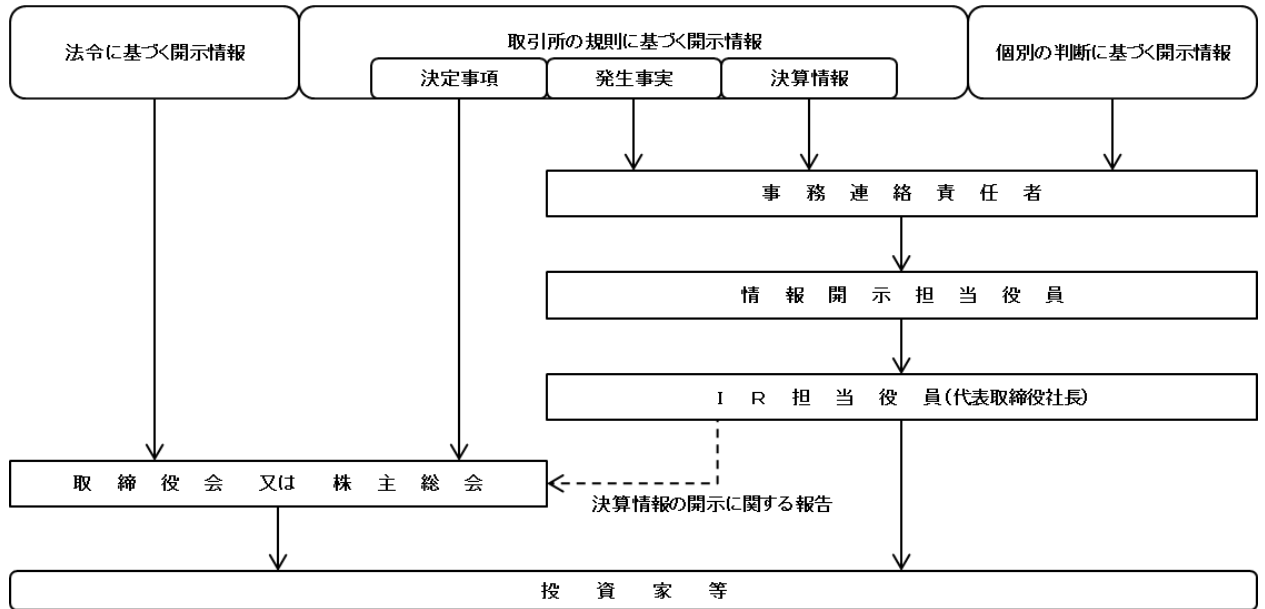 法令に基づく開示情報
取引所の規則に基づく開示情報
個別の判断に基づく開示情報
決定事項
発生事実
決算情報
事務連絡責任者
情報開示担当役員
IR担当役員(代表取締役社長)
取締役会 又は 株主総会
決算情報の開示に関する報告
投資家等